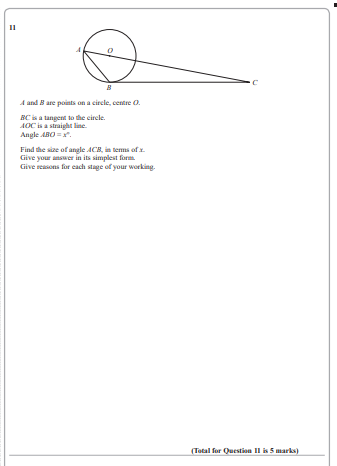 11
A
O
B
C
A and B are points on a circle, centre O.
BC is a tangent to the circle.
AOC is a straight line.
Angle ABO = x°.
Find the size of angle ACB, in terms of x.
Give your answer in its simplest form.
Give reasons for each stage of your working.
(Total for Question 11 is 5 marks)